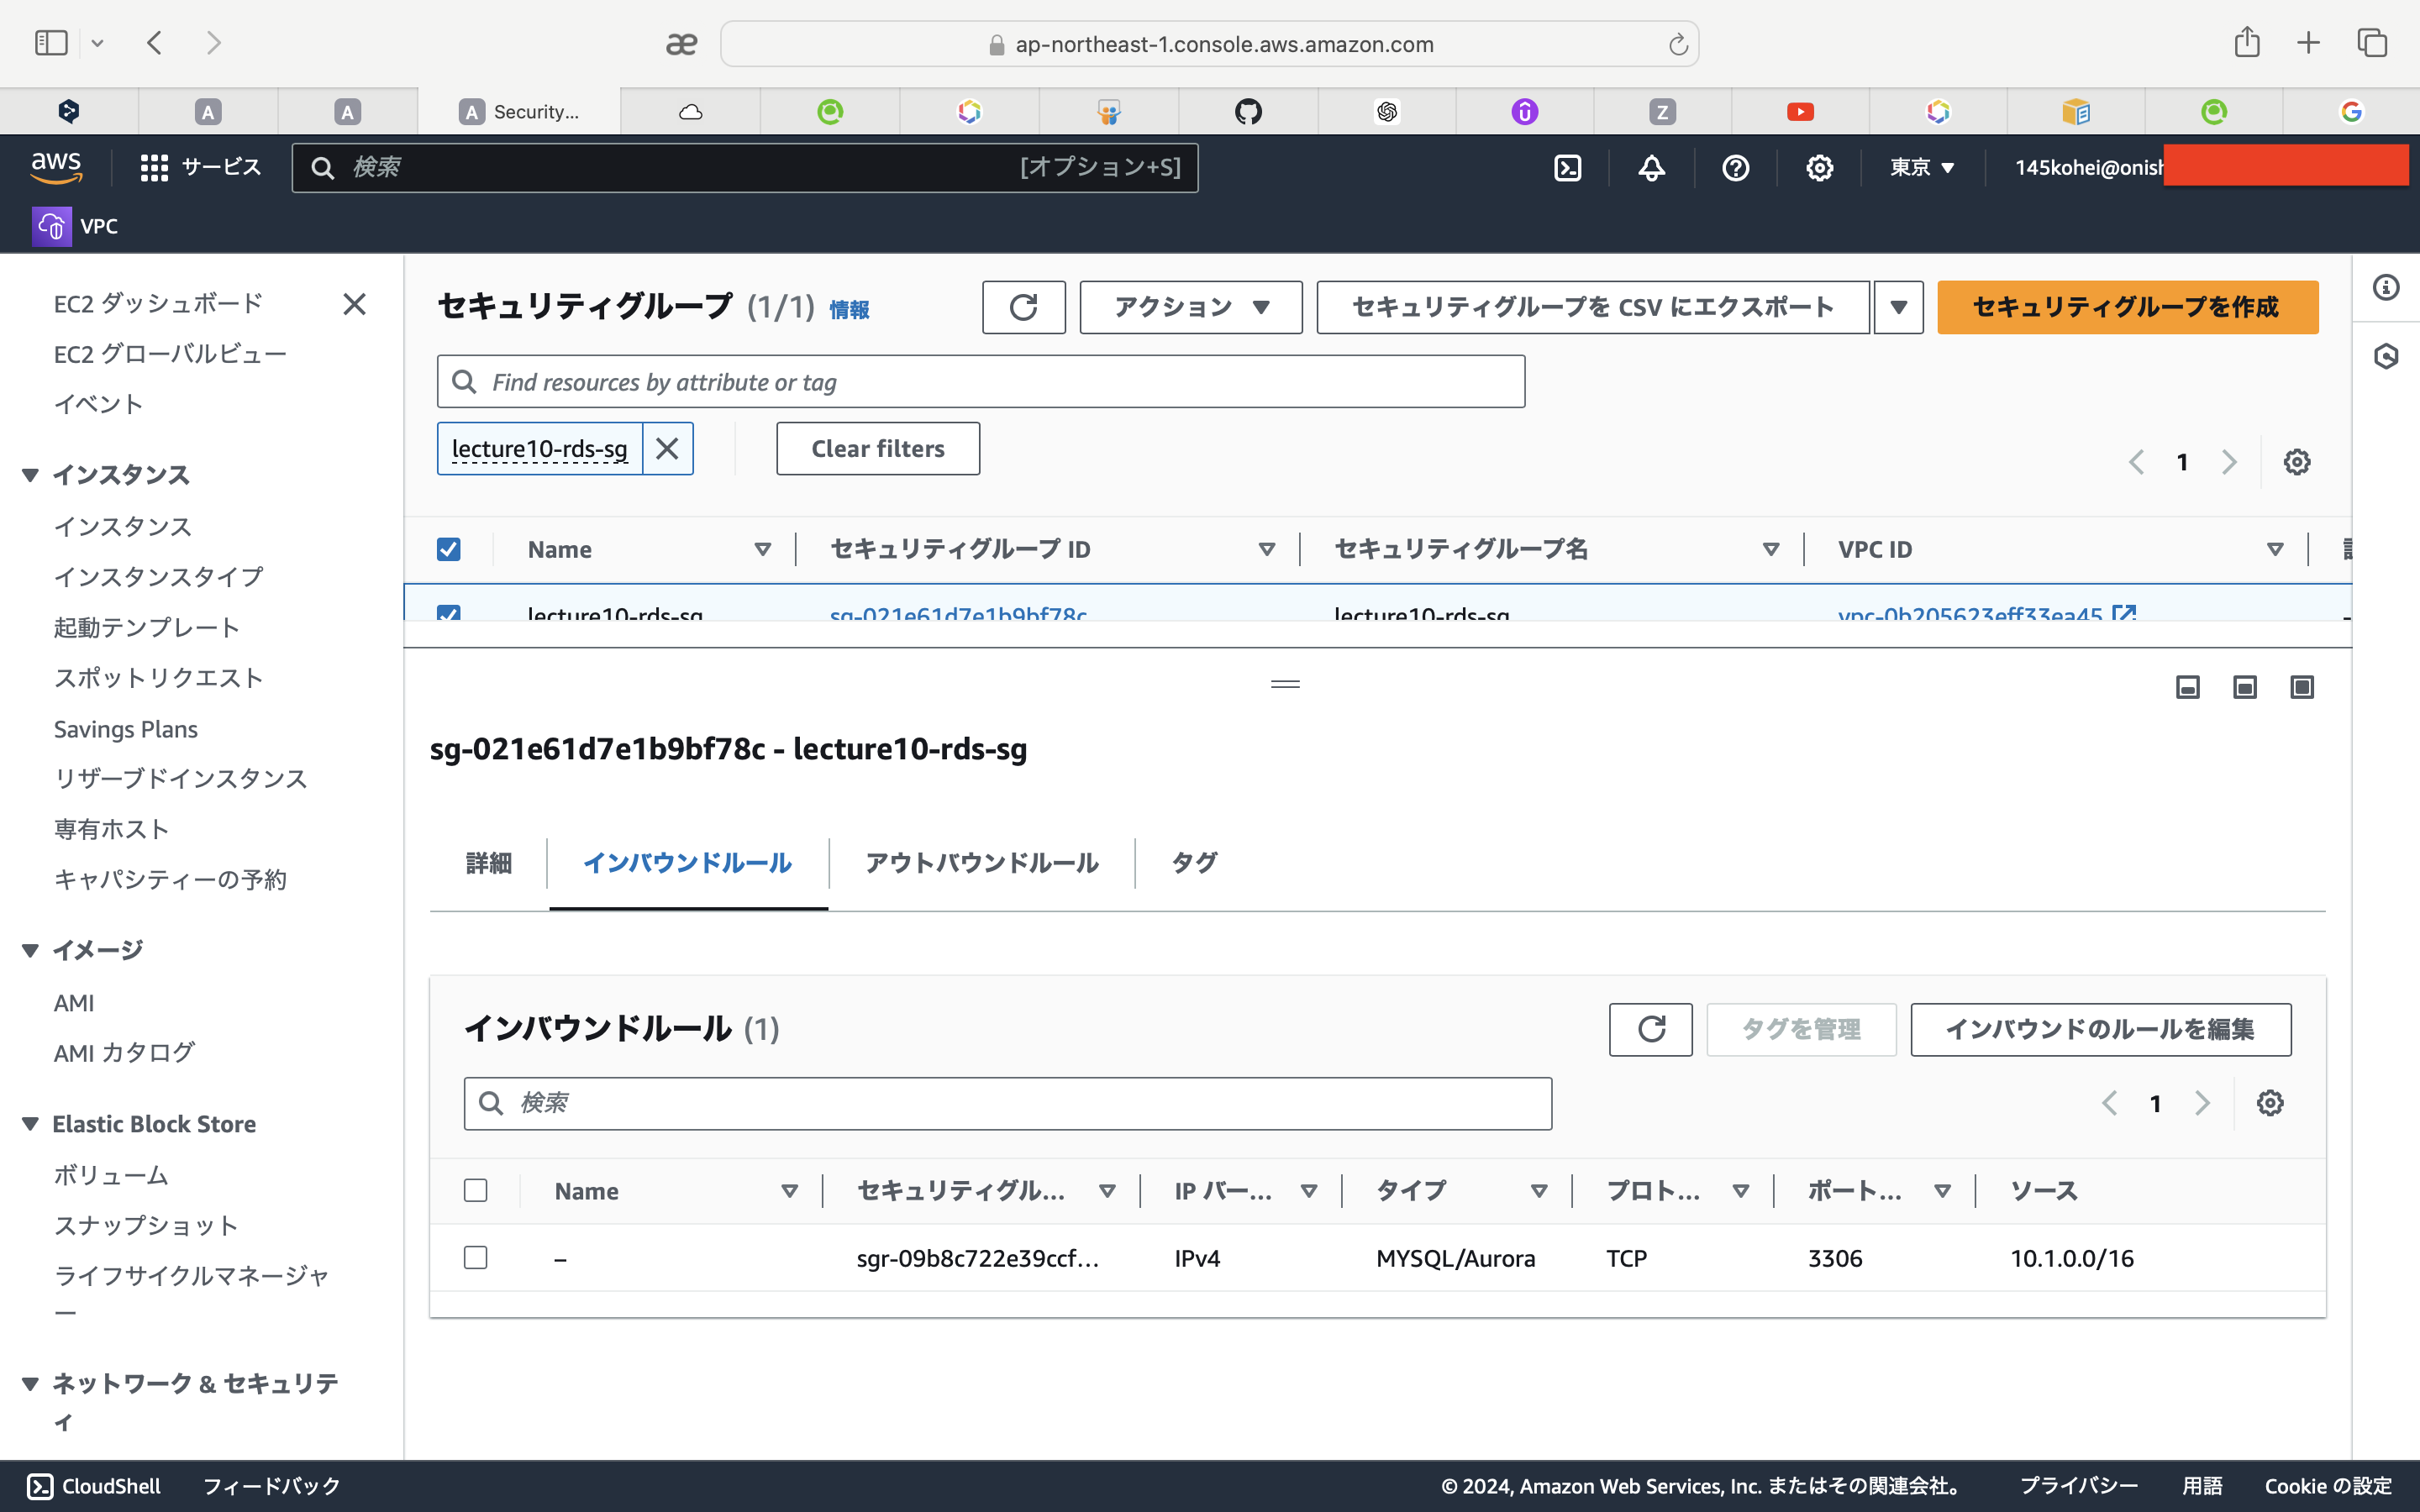 ap-northeast-1.console.aws.amazon.com
Security...
aws
サービス
検索
[オプション+S]
東京
145kohei@onish
VPC
EC2 ダッシュボード
EC2 グローバルビュー
イベント
インスタンス
インスタンス
インスタンスタイプ
起動テンプレート
スポットリクエスト
Savings Plans
リザーブドインスタンス
専有ホスト
キャパシティーの予約
イメージ
AMI
AMI カタログ
Elastic Block Store
ボリューム
スナップショット
ライフサイクルマネージャ
ー
ネットワーク & セキュリテ
ィ
セキュリティグループ (1/1) 情報
アクション
セキュリティグループを CSV にエクスポート
セキュリティグループを作成
Find resources by attribute or tag
lecture10-rds-sg
Clear filters
1
Name
セキュリティグループ ID
セキュリティグループ名
VPC ID
lecture10-rds-sg
sg-021e61d7e1b9bf78c
lecture10-rds-sg
vpc-0b205623eff33ea45
sg-021e61d7e1b9bf78c - lecture10-rds-sg
詳細
インバウンドルール
アウトバウンドルール
タグ
インバウンドルール (1)
タグを管理
インバウンドのルールを編集
検索
1
Name
セキュリティグル...
IP バー...
タイプ
プロト...
ポート...
ソース
–
sgr-09b8c722e39ccf...
IPv4
MYSQL/Aurora
TCP
3306
10.1.0.0/16
CloudShell
フィードバック
© 2024, Amazon Web Services, Inc. またはその関連会社。
プライバシー
用語
Cookie の設定